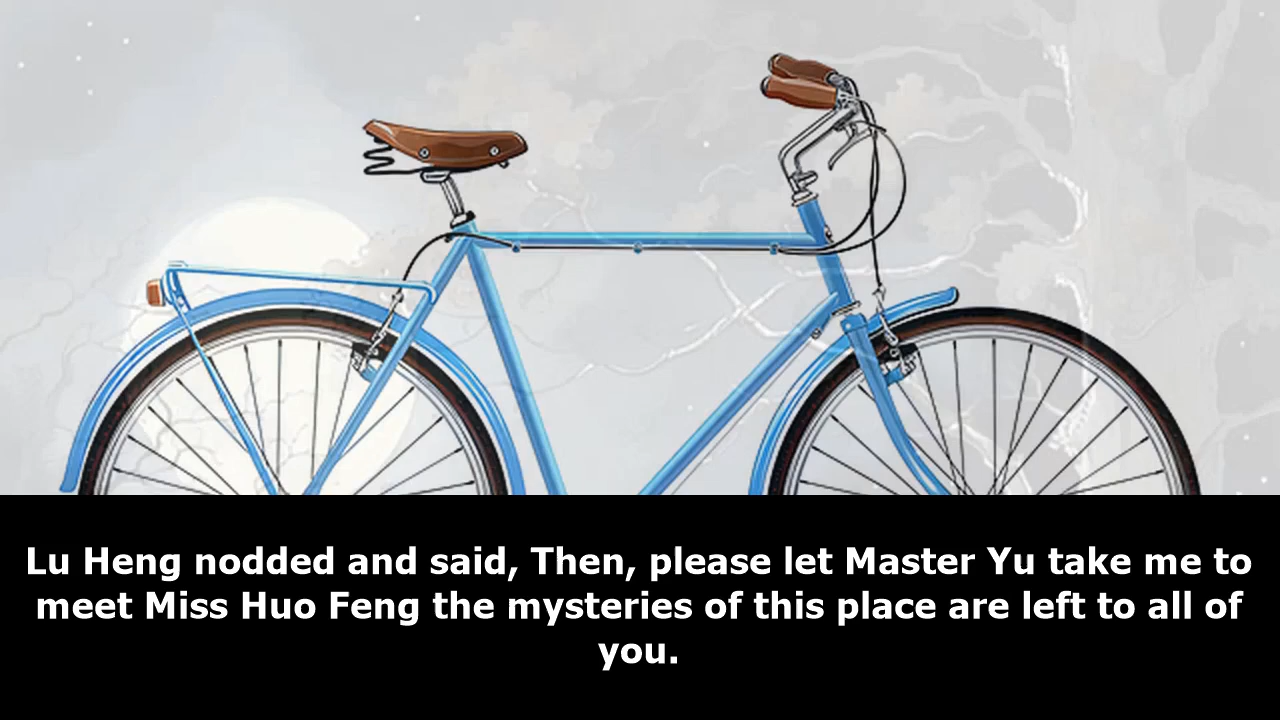 Lu Heng nodded and said, Then, please let Master Yu take me to
meet Miss Huo Feng the mysteries of this place are left to all of
you.